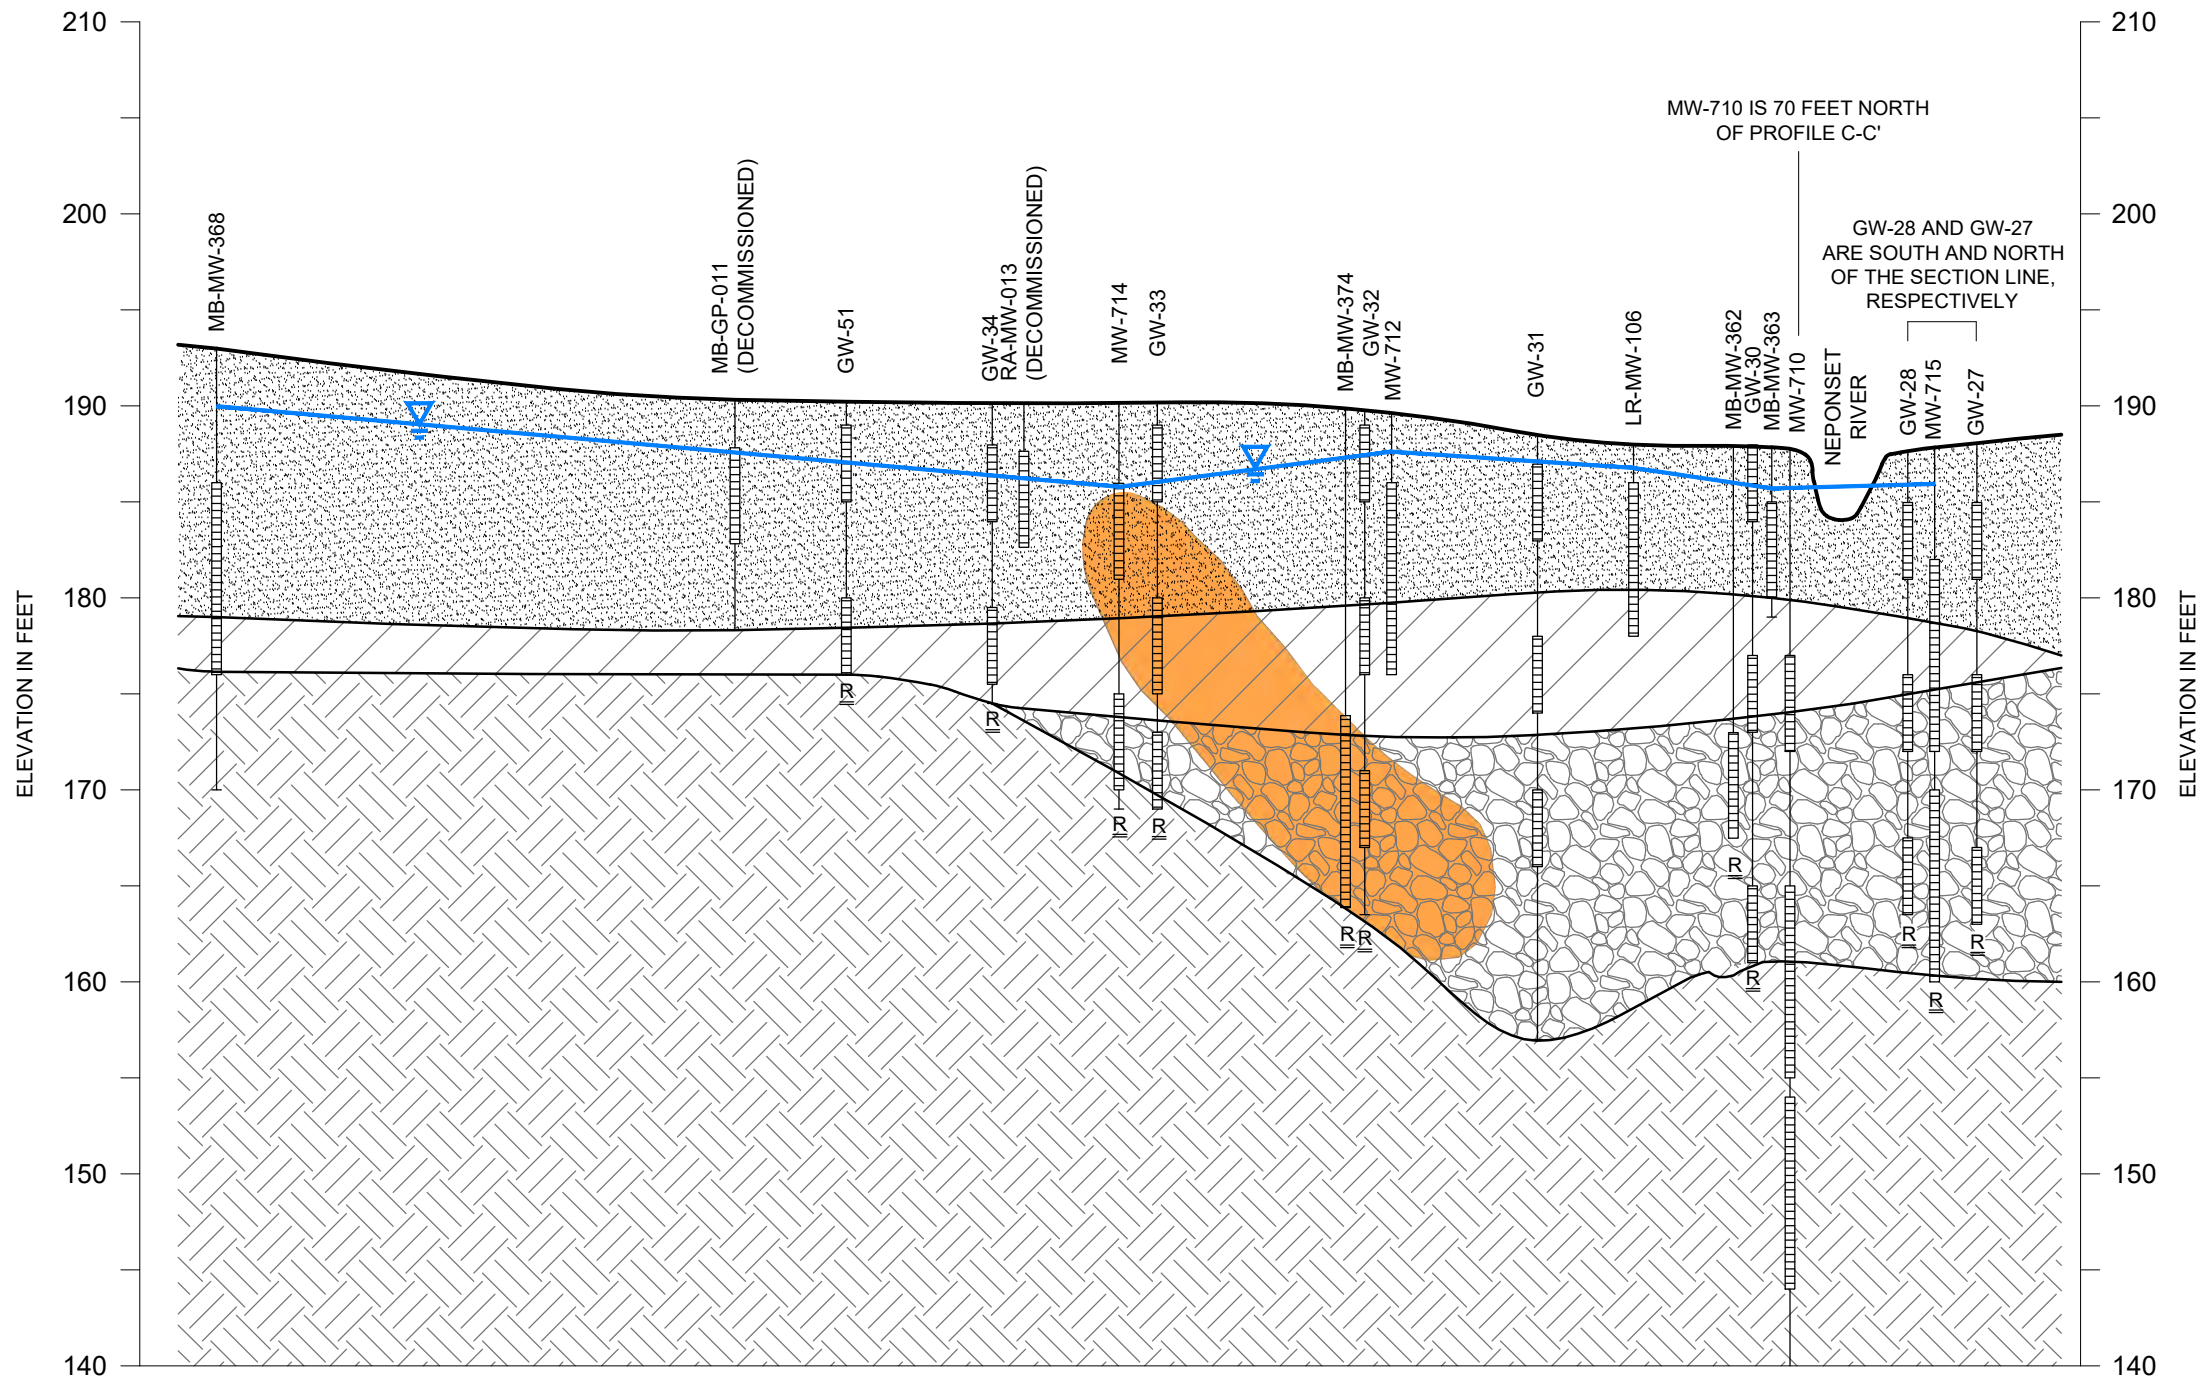 210
210
MW-710 IS 70 FEET NORTH
OF PROFILE C-C'
200
200
GW-28 AND GW-27
ARE SOUTH AND NORTH
OF THE SECTION LINE,
RESPECTIVELY
MB-MW-368
MB-GP-011
(DECOMMISSIONED)
GW-51
GW-34
RA-MW-013
(DECOMMISSIONED)
MW-714
GW-33
MB-MW-374
GW-32
MW-712
GW-31
LR-MW-106
MB-MW-362
GW-30
MB-MW-363
MW-710
NEPONSET
RIVER
GW-28
MW-715
GW-27
190
190
180
180
ELEVATION IN FEET
ELEVATION IN FEET
R
R
170
170
R
R
R
R
R
R
R
R
R
160
160
150
150
140
140